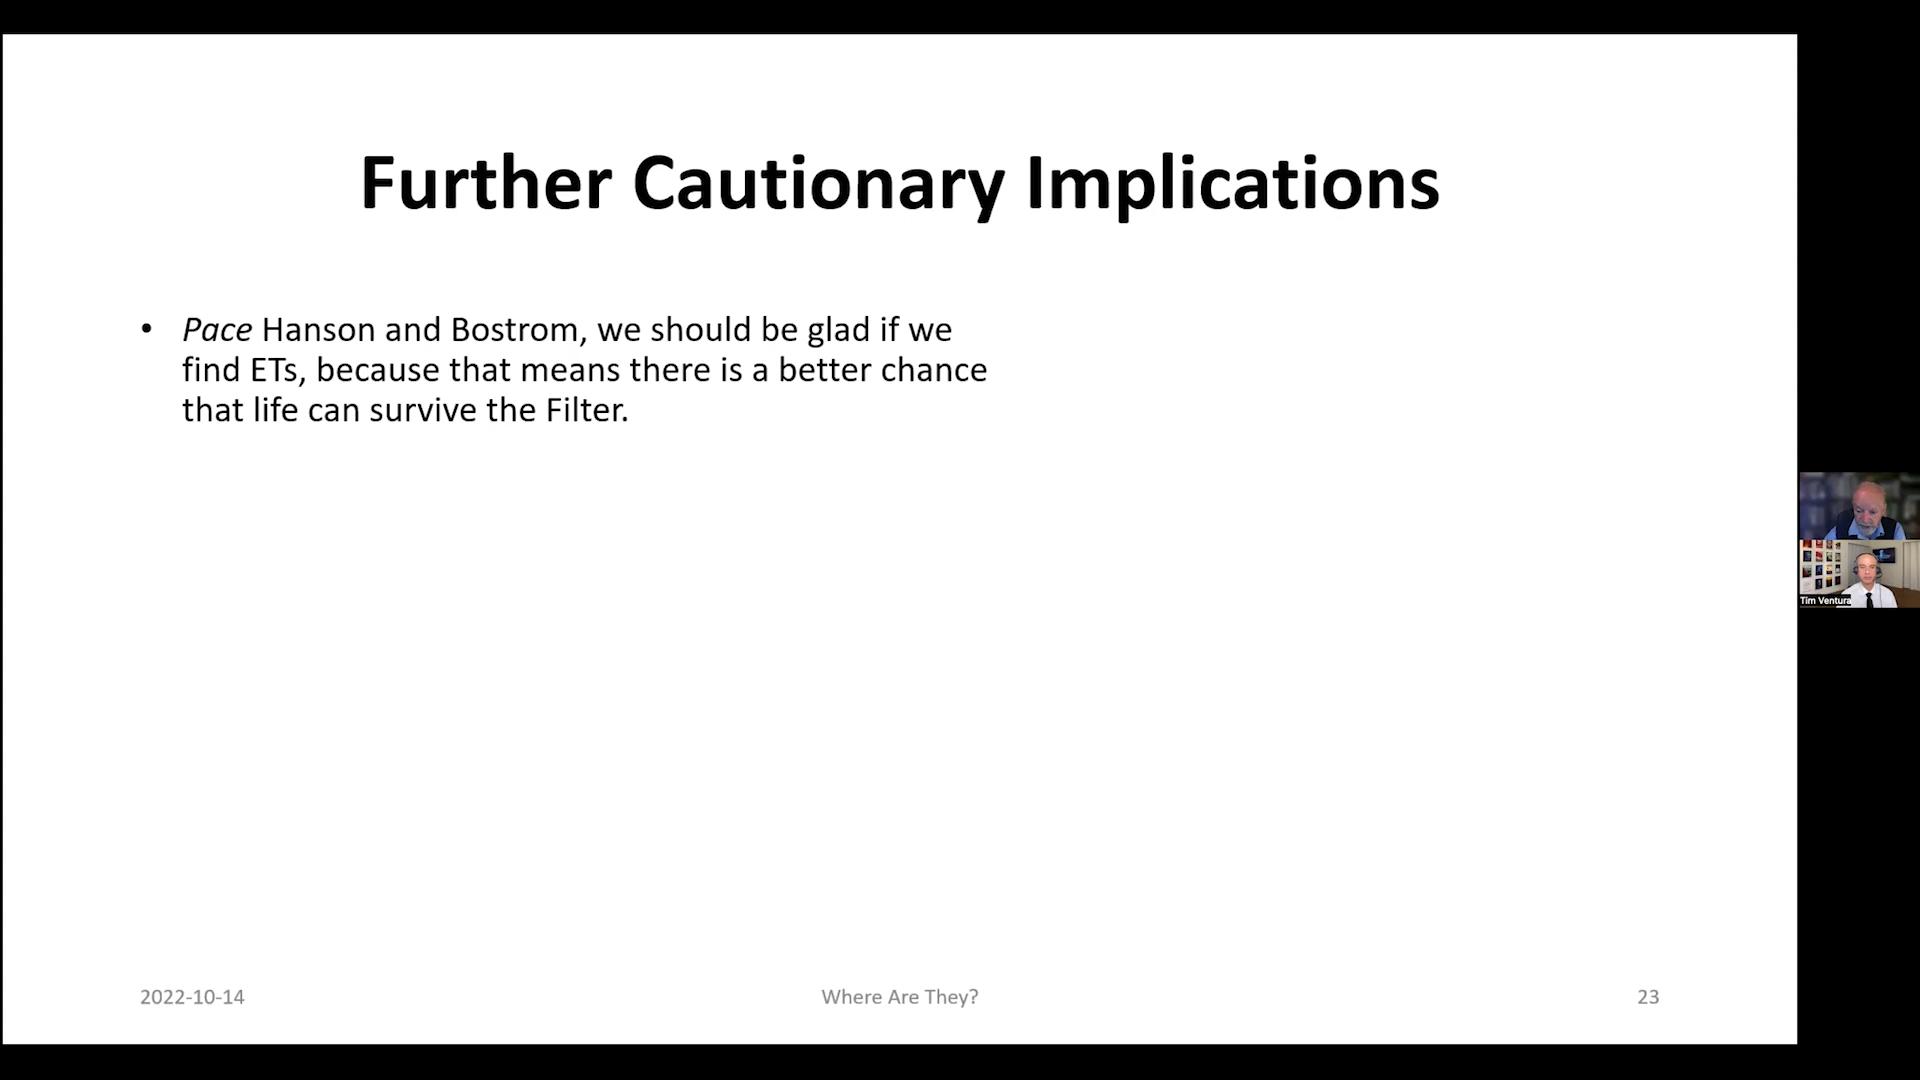 Further Cautionary Implications
• Pace Hanson and Bostrom, we should be glad if we
find ETs, because that means there is a better chance
that life can survive the Filter.
Tim Ventura
2022-10-14
Where Are They?
23